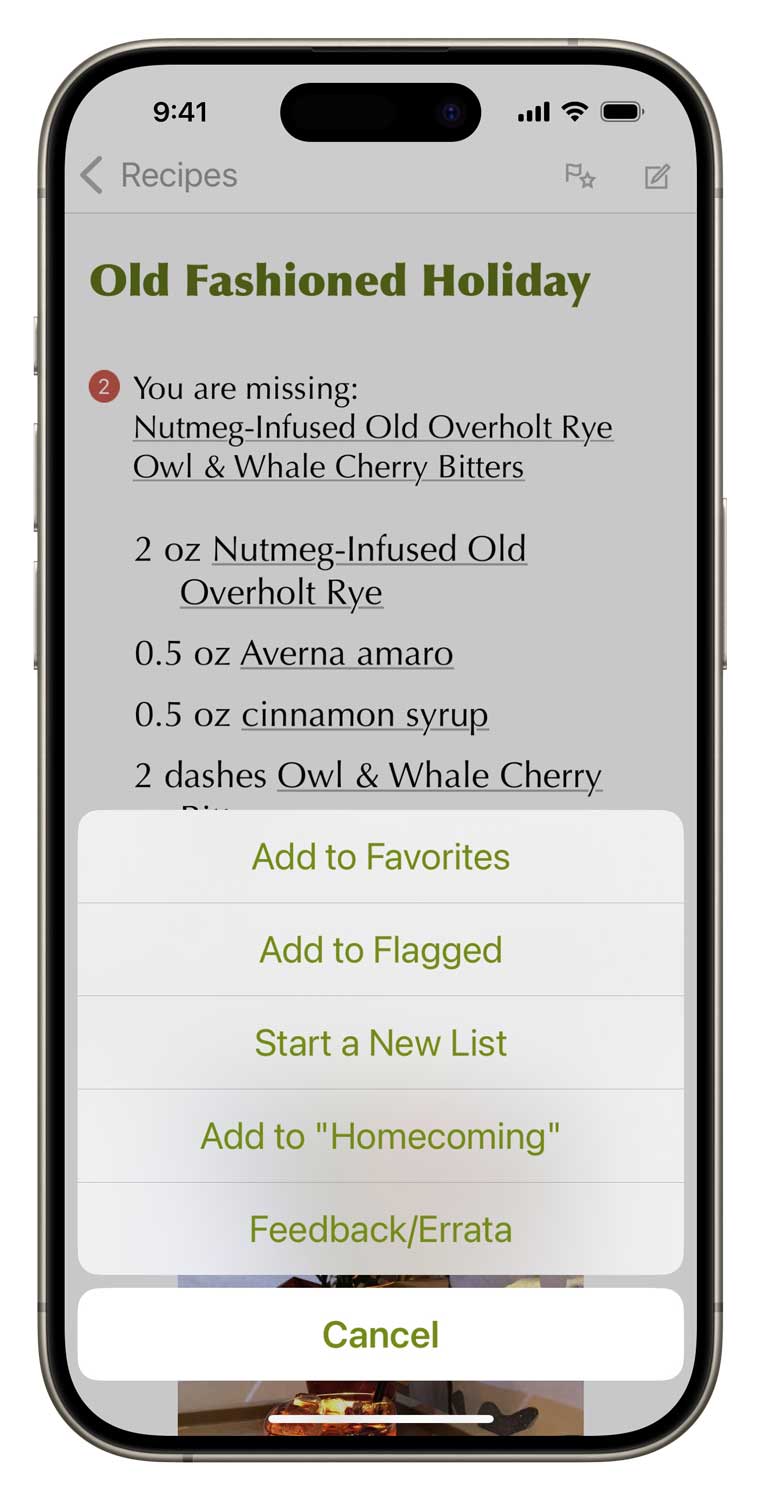 9:41
Recipes
Old Fashioned Holiday
2 You are missing:
Nutmeg-Infused Old Overholt Rye
Owl & Whale Cherry Bitters
2 oz Nutmeg-Infused Old
Overholt Rye
0.5 oz Averna amaro
0.5 oz cinnamon syrup
2 dashes Owl & Whale Cherry
Add to Favorites
Add to Flagged
Start a New List
Add to "Homecoming"
Feedback/Errata
Cancel